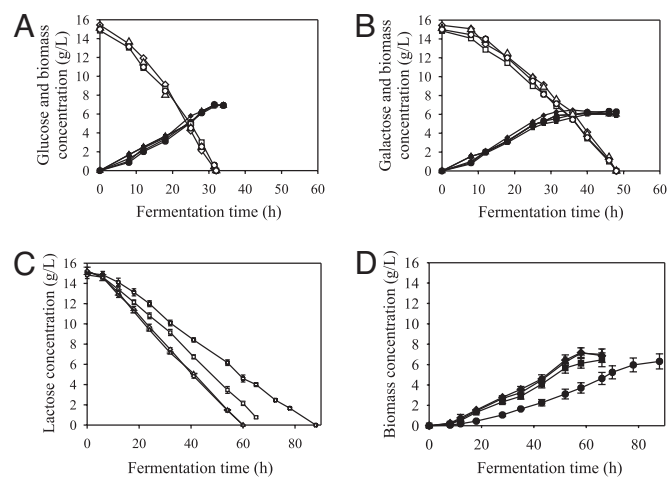 A
Glucose and biomass
concentration (g/L)
16
14
12
10
8
6
4
2
0
0 10 20 30 40 50 60
Fermentation time (h)
B
Galactose and biomass
concentration (g/L)
16
14
12
10
8
6
4
2
0
0 10 20 30 40 50 60
Fermentation time (h)
C
Lactose concentration (g/L)
16
14
12
10
8
6
4
2
0
0 20 40 60 80
Fermentation time (h)
D
Biomass concentration (g/L)
16
14
12
10
8
6
4
2
0
0 20 40 60 80
Fermentation time (h)